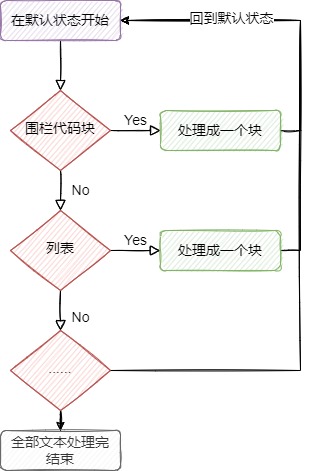 在默认状态开始
回到默认状态
围栏代码块
Yes
处理成一个块
No
列表
Yes
处理成一个块
No
......
全部文本处理完
结束